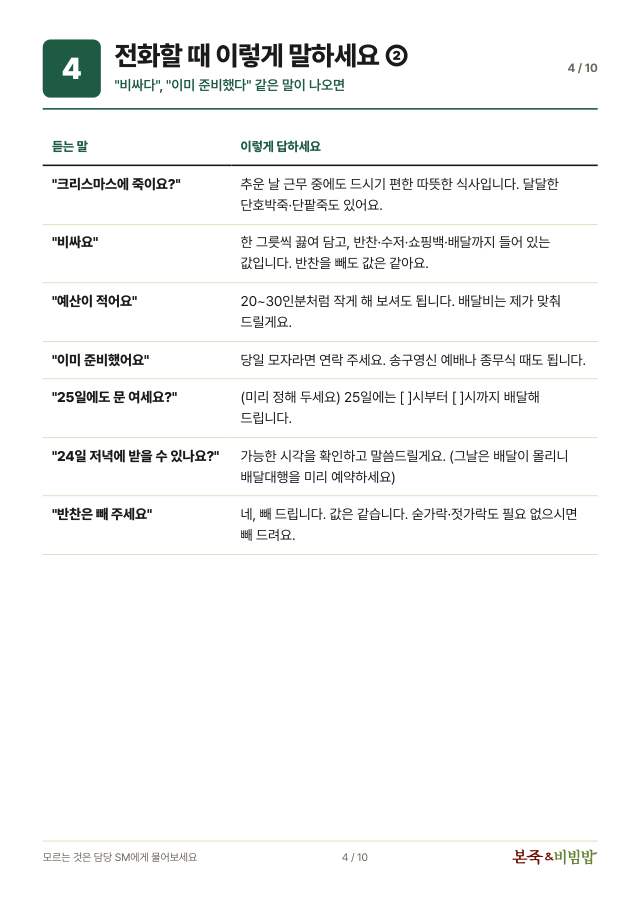 4
전화할 때 이렇게 말하세요 ②
"비싸다", "이미 준비했다" 같은 말이 나오면
4 / 10
듣는 말
이렇게 답하세요
"크리스마스에 죽이요?"
추운 날 근무 중에도 드시기 편한 따뜻한 식사입니다. 달달한
단호박죽·단팥죽도 있어요.
"비싸요"
한 그릇씩 끓여 담고, 반찬·수저·쇼핑백·배달까지 들어 있는
값입니다. 반찬을 빼도 값은 같아요.
"예산이 적어요"
20~30인분처럼 작게 해 보셔도 됩니다. 배달비는 제가 맞춰
드릴게요.
"이미 준비했어요"
당일 모자라면 연락 주세요. 송구영신 예배나 종무식 때도 됩니다.
"25일에도 문 여세요?"
(미리 정해 두세요) 25일에는 [ ]시부터 [ ]시까지 배달해
드립니다.
"24일 저녁에 받을 수 있나요?"
가능한 시각을 확인하고 말씀드릴게요. (그날은 배달이 몰리니
배달대행을 미리 예약하세요)
"반찬은 빼 주세요"
네, 빼 드립니다. 값은 같습니다. 숟가락·젓가락도 필요 없으시면
빼 드려요.
모르는 것은 담당 SM에게 물어보세요
4 / 10
본죽&비빔밥